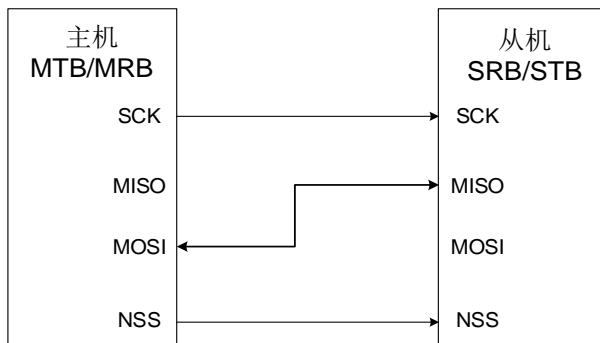 主机
MTB/MRB
SCK
MISO
MOSI
NSS
从机
SRB/STB
SCK
MISO
MOSI
NSS